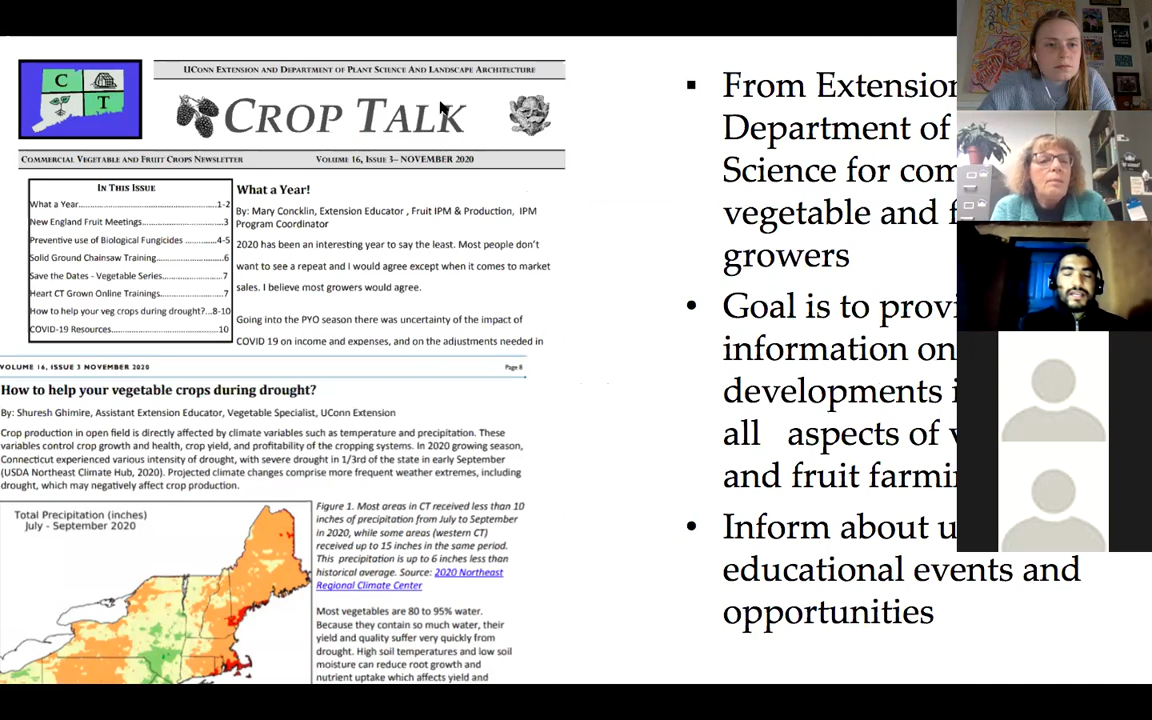 C
T
UCONN EXTENSION AND DEPARTMENT OF PLANT SCIENCE AND LANDSCAPE ARCHITECTURE
CROP TALK
COMMERCIAL VEGETABLE AND FRUIT CROPS NEWSLETTER
VOLUME 16, ISSUE 3– NOVEMBER 2020
IN THIS ISSUE
What a Year.......................................1-2
New England Fruit Meetings...................3
Preventive use of Biological Fungicides ..........4-5
Solid Ground Chainsaw Training..................6
Save the Dates - Vegetable Series.................7
Heart CT Grown Online Trainings..................7
How to help your veg crops during drought?...8-10
COVID-19 Resources..............................10
What a Year!
By: Mary Concklin, Extension Educator , Fruit IPM & Production, IPM
Program Coordinator
2020 has been an interesting year to say the least. Most people don't
want to see a repeat and I would agree except when it comes to market
sales. I believe most growers would agree.
Going into the PYO season there was uncertainty of the impact of
COVID 19 on income and expenses, and on the adjustments needed in
VOLUME 16, ISSUE 3 NOVEMBER 2020
Page 8
How to help your vegetable crops during drought?
By: Shuresh Ghimire, Assistant Extension Educator, Vegetable Specialist, UConn Extension
Crop production in open field is directly affected by climate variables such as temperature and precipitation. These
variables control crop growth and health, crop yield, and profitability of the cropping systems. In 2020 growing season,
Connecticut experienced various intensity of drought, with severe drought in 1/3rd of the state in early September
(USDA Northeast Climate Hub, 2020). Projected climate changes comprise more frequent weather extremes, including
drought, which may negatively affect crop production.
Total Precipitation (inches)
July - September 2020
Figure 1. Most areas in CT received less than 10
inches of precipitation from July to September
in 2020, while some areas (western CT)
received up to 15 inches in the same period.
This precipitation is up to 6 inches less than
historical average. Source: 2020 Northeast
Regional Climate Center
Most vegetables are 80 to 95% water.
Because they contain so much water, their
yield and quality suffer very quickly from
drought. High soil temperatures and low soil
moisture can reduce root growth and
nutrient uptake which affects yield and
▪ From Extension
Department of
Science for com
vegetable and f
growers
• Goal is to provi
information on
developments i
all aspects of v
and fruit farmi
• Inform about u
educational events and
opportunities